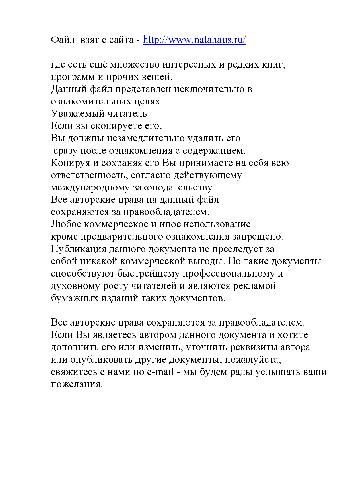 Файл взят с сайта - http://www.natahaus.ru/
где есть ещё множество интересных и редких книг,
программ и прочих вещей.
Данный файл представлен исключительно в
ознакомительных целях.
Уважаемый читатель!
Если вы скопируете его,
Вы должны незамедлительно удалить его
сразу после ознакомления с содержанием.
Копируя и сохраняя его Вы принимаете на себя всю
ответственность, согласно действующему
международному законодательству.
Все авторские права на данный файл
сохраняются за правообладателем.
Любое коммерческое и иное использование
кроме предварительного ознакомления запрещено.
Публикация данного документа не преследует за
собой никакой коммерческой выгоды. Но такие документы
способствуют быстрейшему профессиональному и
духовному росту читателей и являются рекламой
бумажных изданий таких документов.
Все авторские права сохраняются за правообладателем.
Если Вы являетесь автором данного документа и хотите
дополнить его или изменить, уточнить реквизиты автора
или опубликовать другие документы, пожалуйста,
свяжитесь с нами по e-mail - мы будем рады услышать ваши
пожелания.